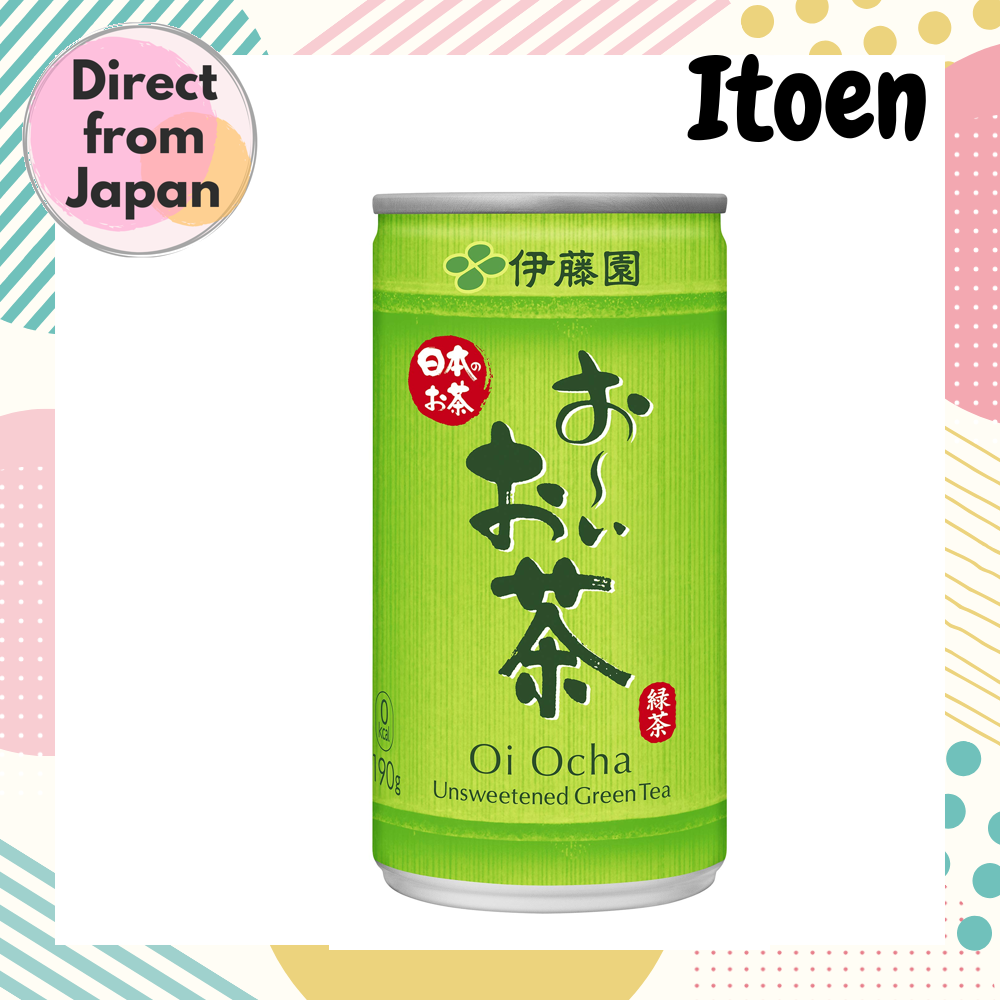 Direct
from
Japan
Itoen
伊藤園
日本の
お茶
お～い
お茶
緑茶
0
kcal
190g
Oi Ocha
Unsweetened Green Tea